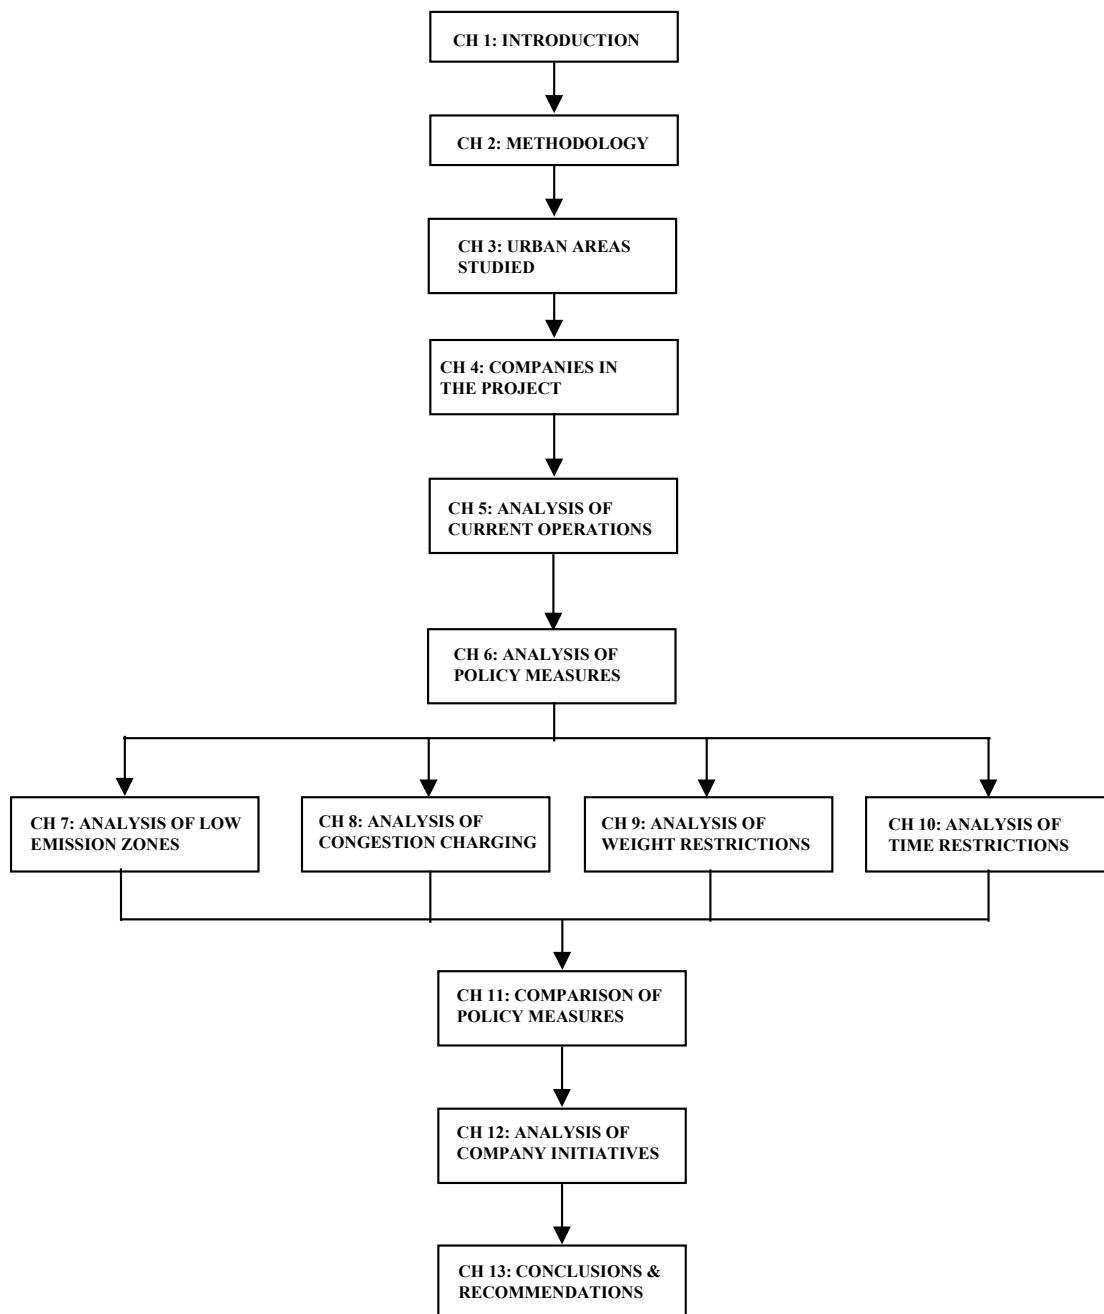 CH 1: INTRODUCTION
CH 2: METHODOLOGY
CH 3: URBAN AREAS
STUDIED
CH 4: COMPANIES IN
THE PROJECT
CH 5: ANALYSIS OF
CURRENT OPERATIONS
CH 6: ANALYSIS OF
POLICY MEASURES
CH 7: ANALYSIS OF LOW
EMISSION ZONES
CH 8: ANALYSIS OF
CONGESTION CHARGING
CH 9: ANALYSIS OF
WEIGHT RESTRICTIONS
CH 10: ANALYSIS OF
TIME RESTRICTIONS
CH 11: COMPARISON OF
POLICY MEASURES
CH 12: ANALYSIS OF
COMPANY INITIATIVES
CH 13: CONCLUSIONS &
RECOMMENDATIONS